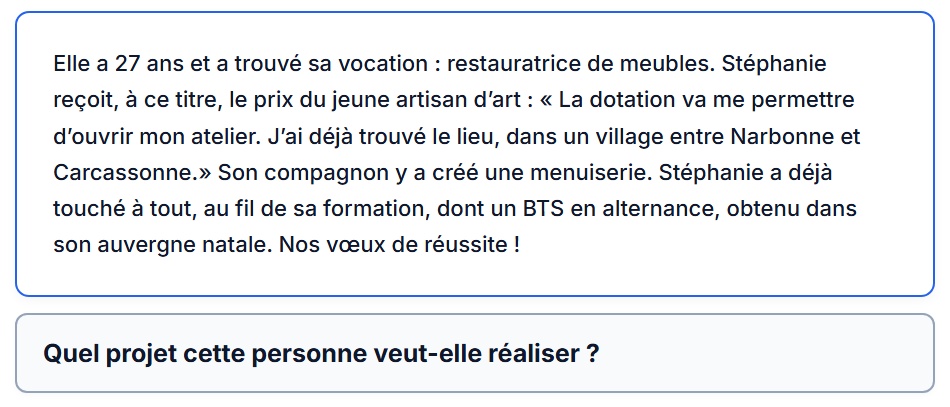 Elle a 27 ans et a trouvé sa vocation : restauratrice de meubles. Stéphanie
reçoit, à ce titre, le prix du jeune artisan d’art : « La dotation va me permettre
d’ouvrir mon atelier. J’ai déjà trouvé le lieu, dans un village entre Narbonne et
Carcassonne.» Son compagnon y a créé une menuiserie. Stéphanie a déjà
touché à tout, au fil de sa formation, dont un BTS en alternance, obtenu dans
son auvergne natale. Nos vœux de réussite !
Quel projet cette personne veut-elle réaliser ?